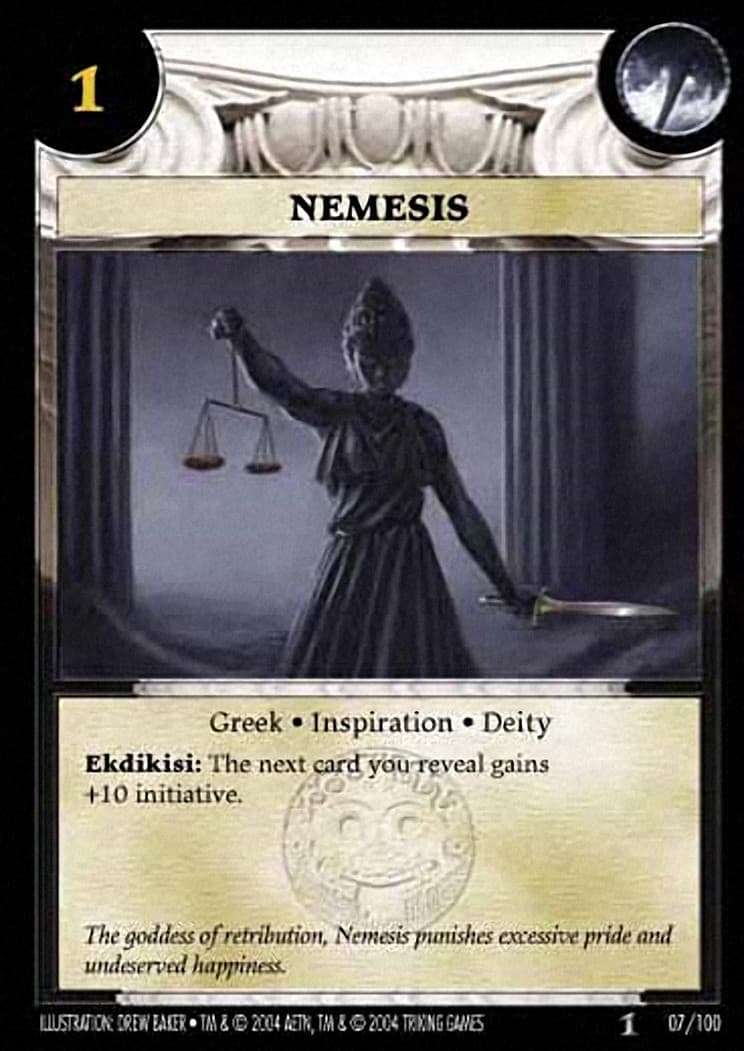 1
NEMESIS
Greek • Inspiration • Deity
Ekdikisi: The next card you reveal gains
+10 initiative.
The goddess of retribution, Nemesis punishes excessive pride and
undeserved happiness.
ILLUSTRATION: DREW BAKER • TM & © 2004 AETN, TM & © 2004 TRIKING GAMES
1 07/100